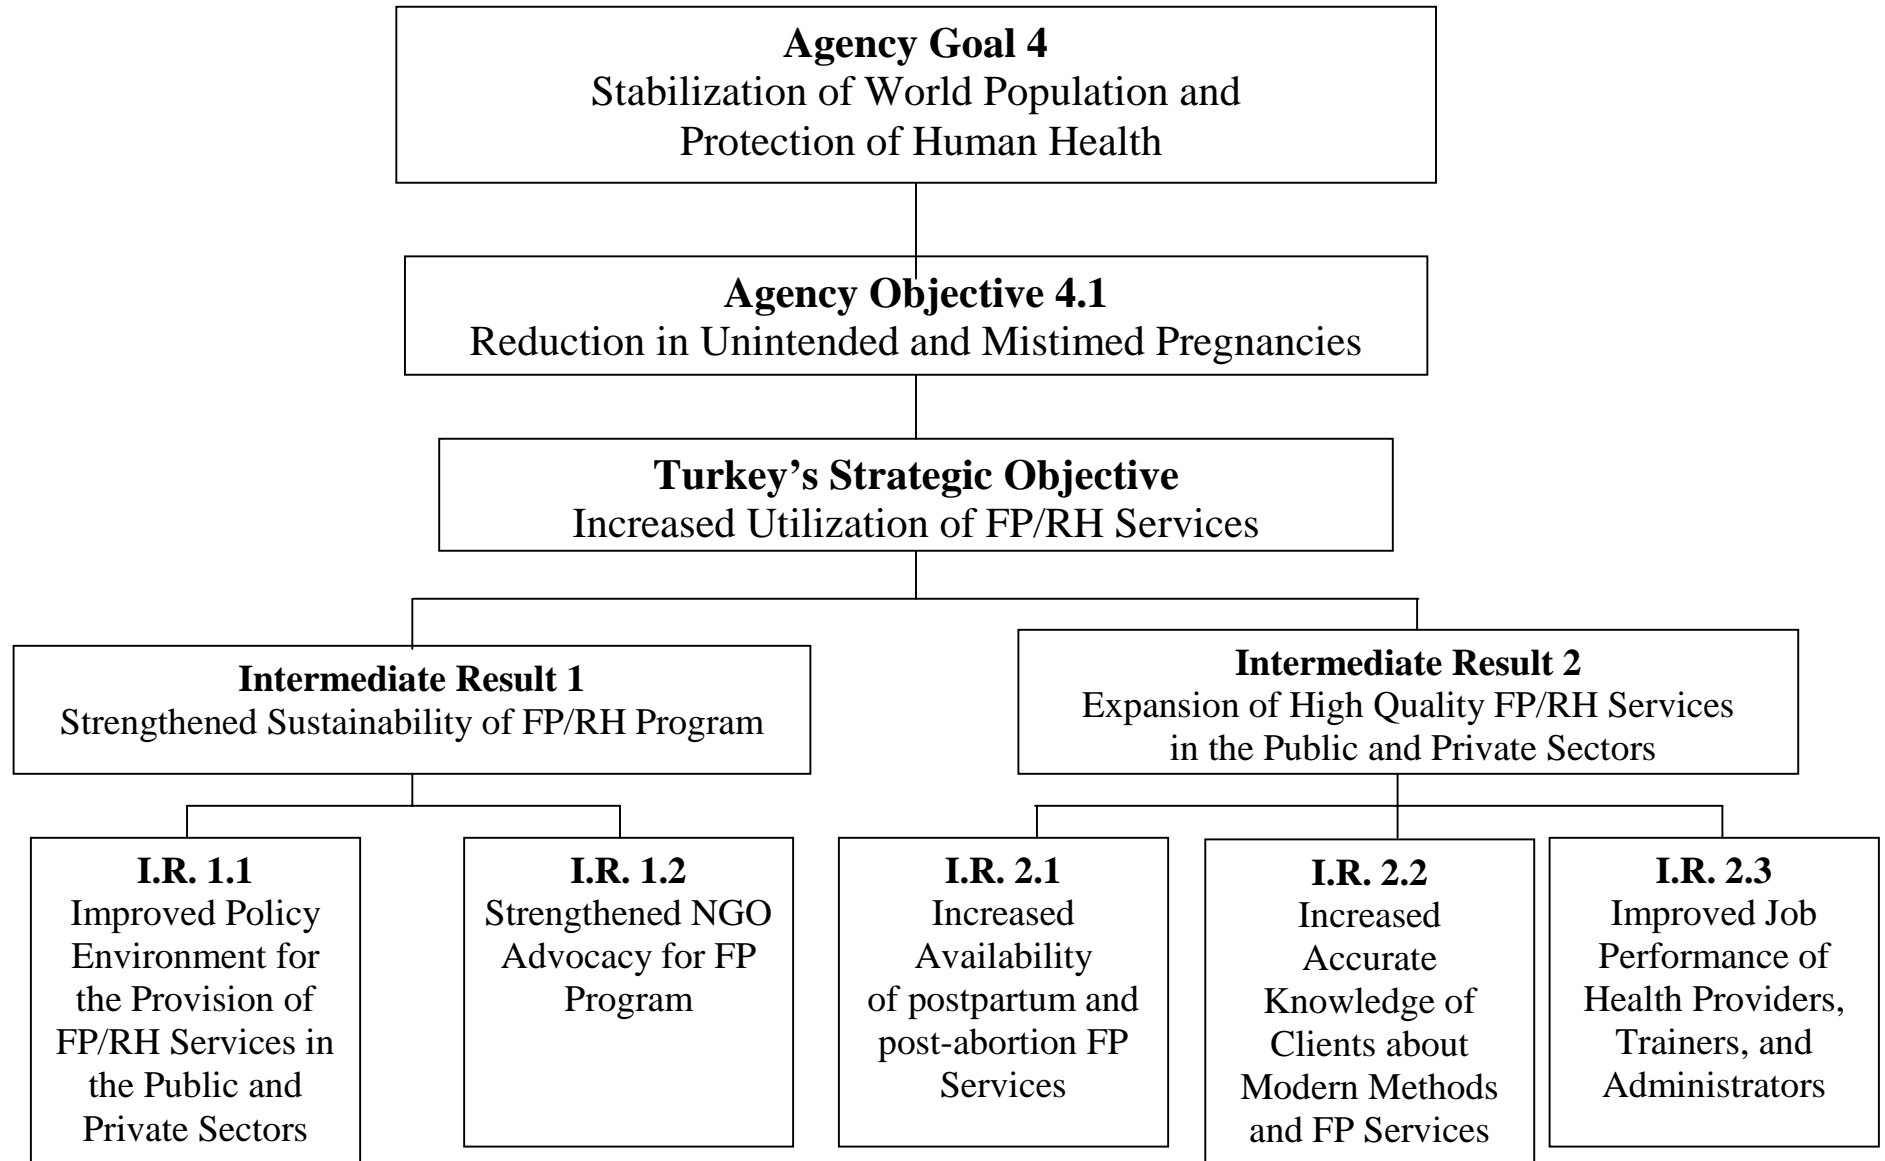 Agency Goal 4
Stabilization of World Population and
Protection of Human Health
Agency Objective 4.1
Reduction in Unintended and Mistimed Pregnancies
Turkey’s Strategic Objective
Increased Utilization of FP/RH Services
Intermediate Result 1
Strengthened Sustainability of FP/RH Program
Intermediate Result 2
Expansion of High Quality FP/RH Services
in the Public and Private Sectors
I.R. 1.1
Improved Policy
Environment for
the Provision of
FP/RH Services in
the Public and
Private Sectors
I.R. 1.2
Strengthened NGO
Advocacy for FP
Program
I.R. 2.1
Increased
Availability
of postpartum and
post-abortion FP
Services
I.R. 2.2
Increased
Accurate
Knowledge of
Clients about
Modern Methods
and FP Services
I.R. 2.3
Improved Job
Performance of
Health Providers,
Trainers, and
Administrators